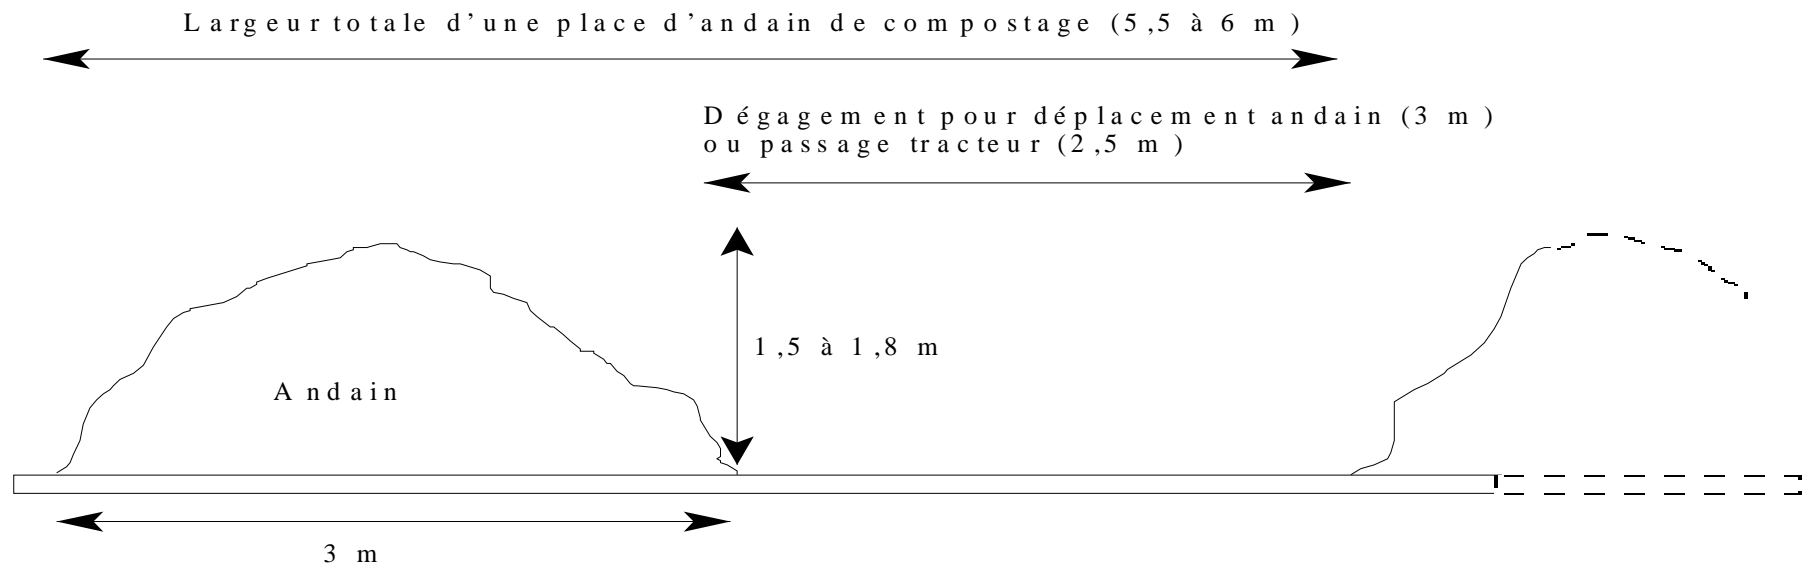 Largeur totale d'une place d'andain de compostage (5,5 à 6 m)
Dégagement pour déplacement andain (3 m)
ou passage tracteur (2,5 m)
1,5 à 1,8 m
Andain
3 m